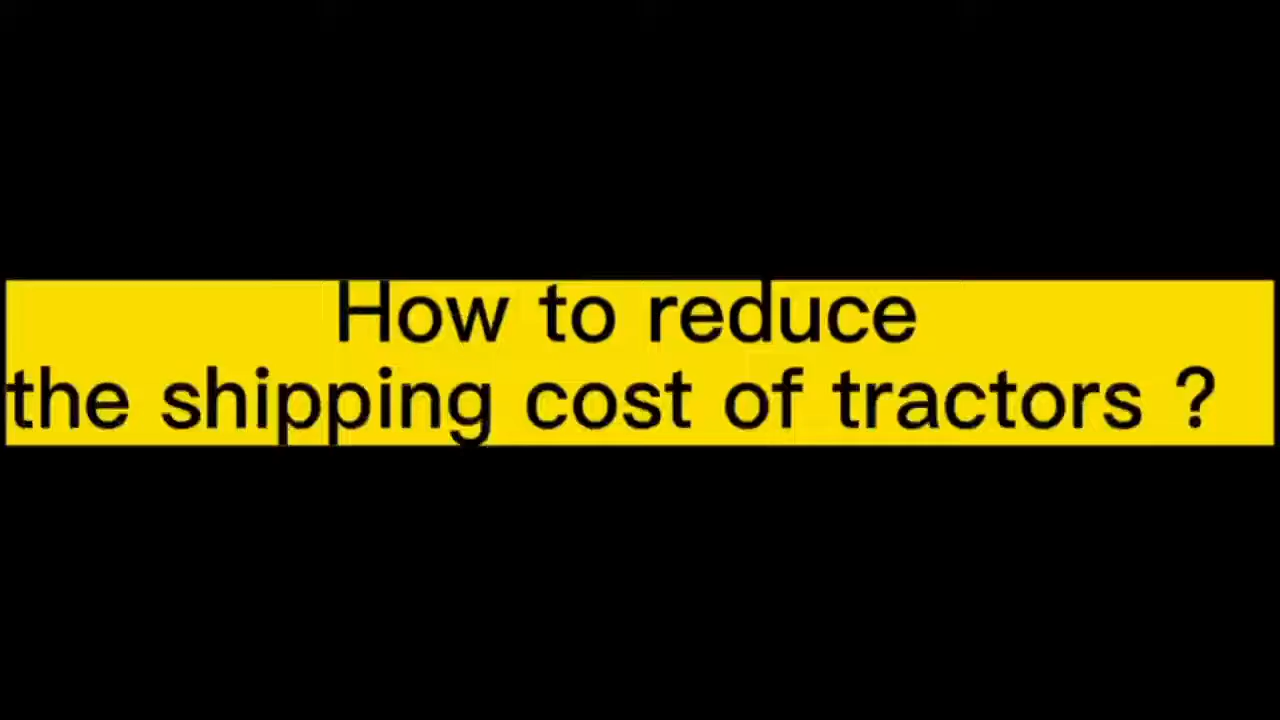 How to reduce
the shipping cost of tractors ?